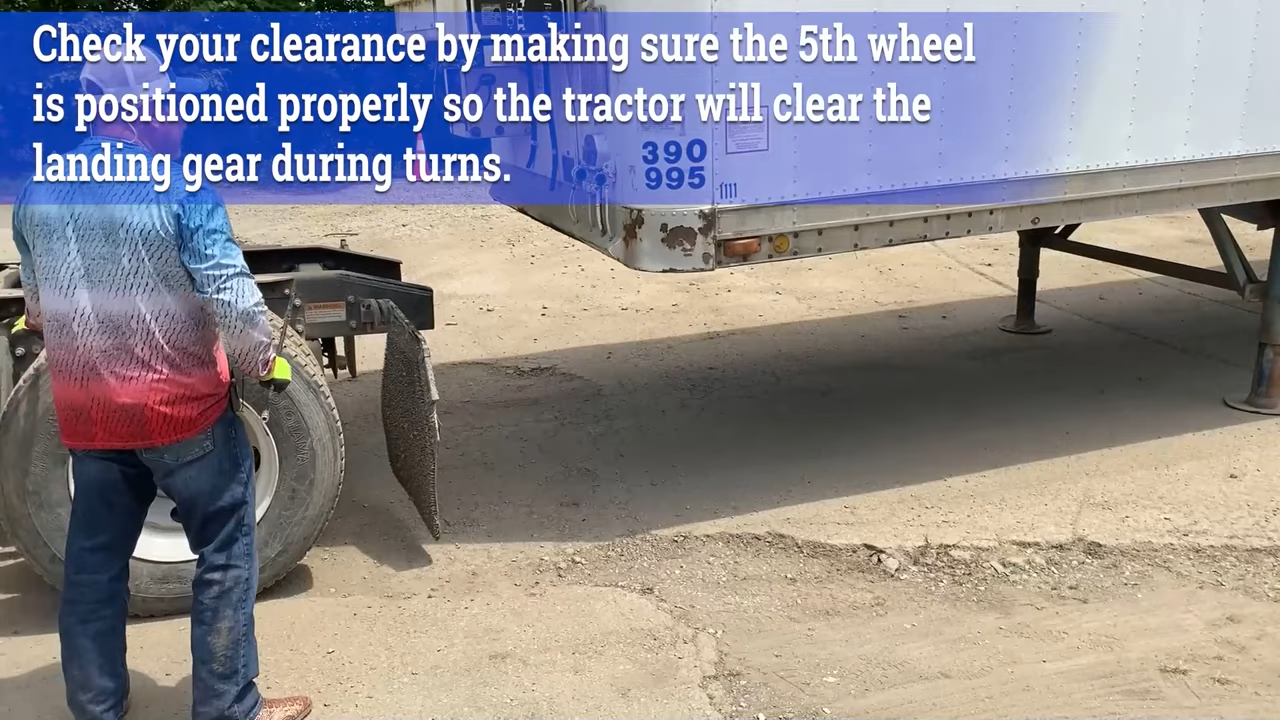 Check your clearance by making sure the 5th wheel
is positioned properly so the tractor will clear the
landing gear during turns.
390
995
1111